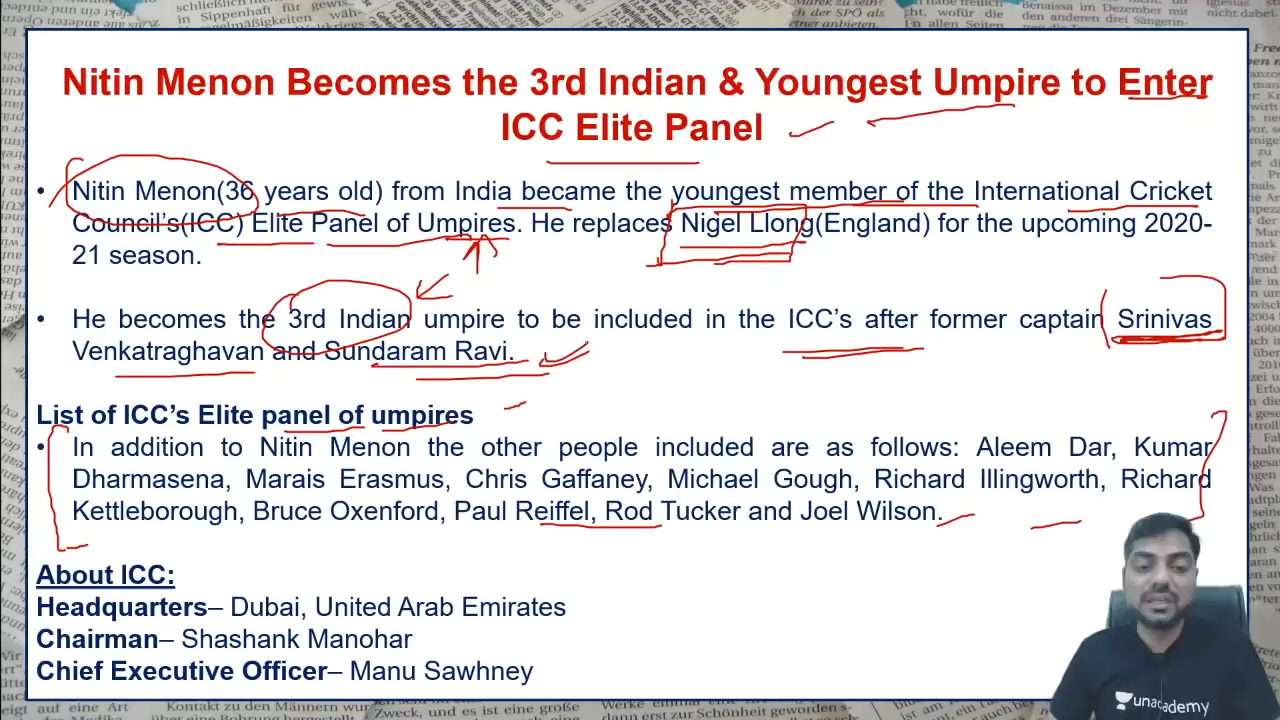 Nitin Menon Becomes the 3rd Indian & Youngest Umpire to Enter
ICC Elite Panel
• Nitin Menon(36 years old) from India became the youngest member of the International Cricket
Council's(ICC) Elite Panel of Umpires. He replaces Nigel Llong(England) for the upcoming 2020-
21 season.
• He becomes the 3rd Indian umpire to be included in the ICC's after former captain Srinivas
Venkatraghavan and Sundaram Ravi.
List of ICC's Elite panel of umpires
• In addition to Nitin Menon the other people included are as follows: Aleem Dar, Kumar
Dharmasena, Marais Erasmus, Chris Gaffaney, Michael Gough, Richard Illingworth, Richard
Kettleborough, Bruce Oxenford, Paul Reiffel, Rod Tucker and Joel Wilson.
About ICC:
Headquarters– Dubai, United Arab Emirates
Chairman– Shashank Manohar
Chief Executive Officer– Manu Sawhney
unacademy